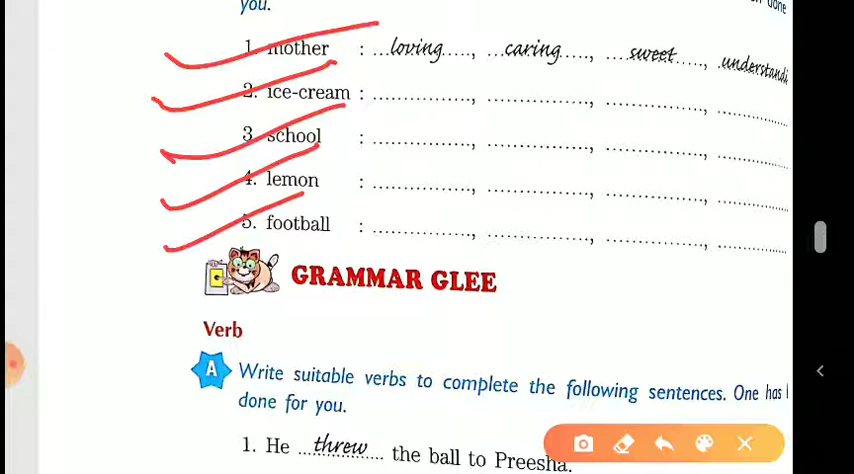 you. done
1. mother : ...loving....., ...caring....., ....sweet....., .understandi
2. ice-cream : ....................., ....................., ....................., ...............
3. school : ....................., ....................., ....................., ...............
4. lemon : ....................., ....................., ....................., ...............
5. football : ....................., ....................., ....................., ...............
GRAMMAR GLEE
Verb
A Write suitable verbs to complete the following sentences. One has
done for you.
1. He ...threw.... the ball to Preesha.